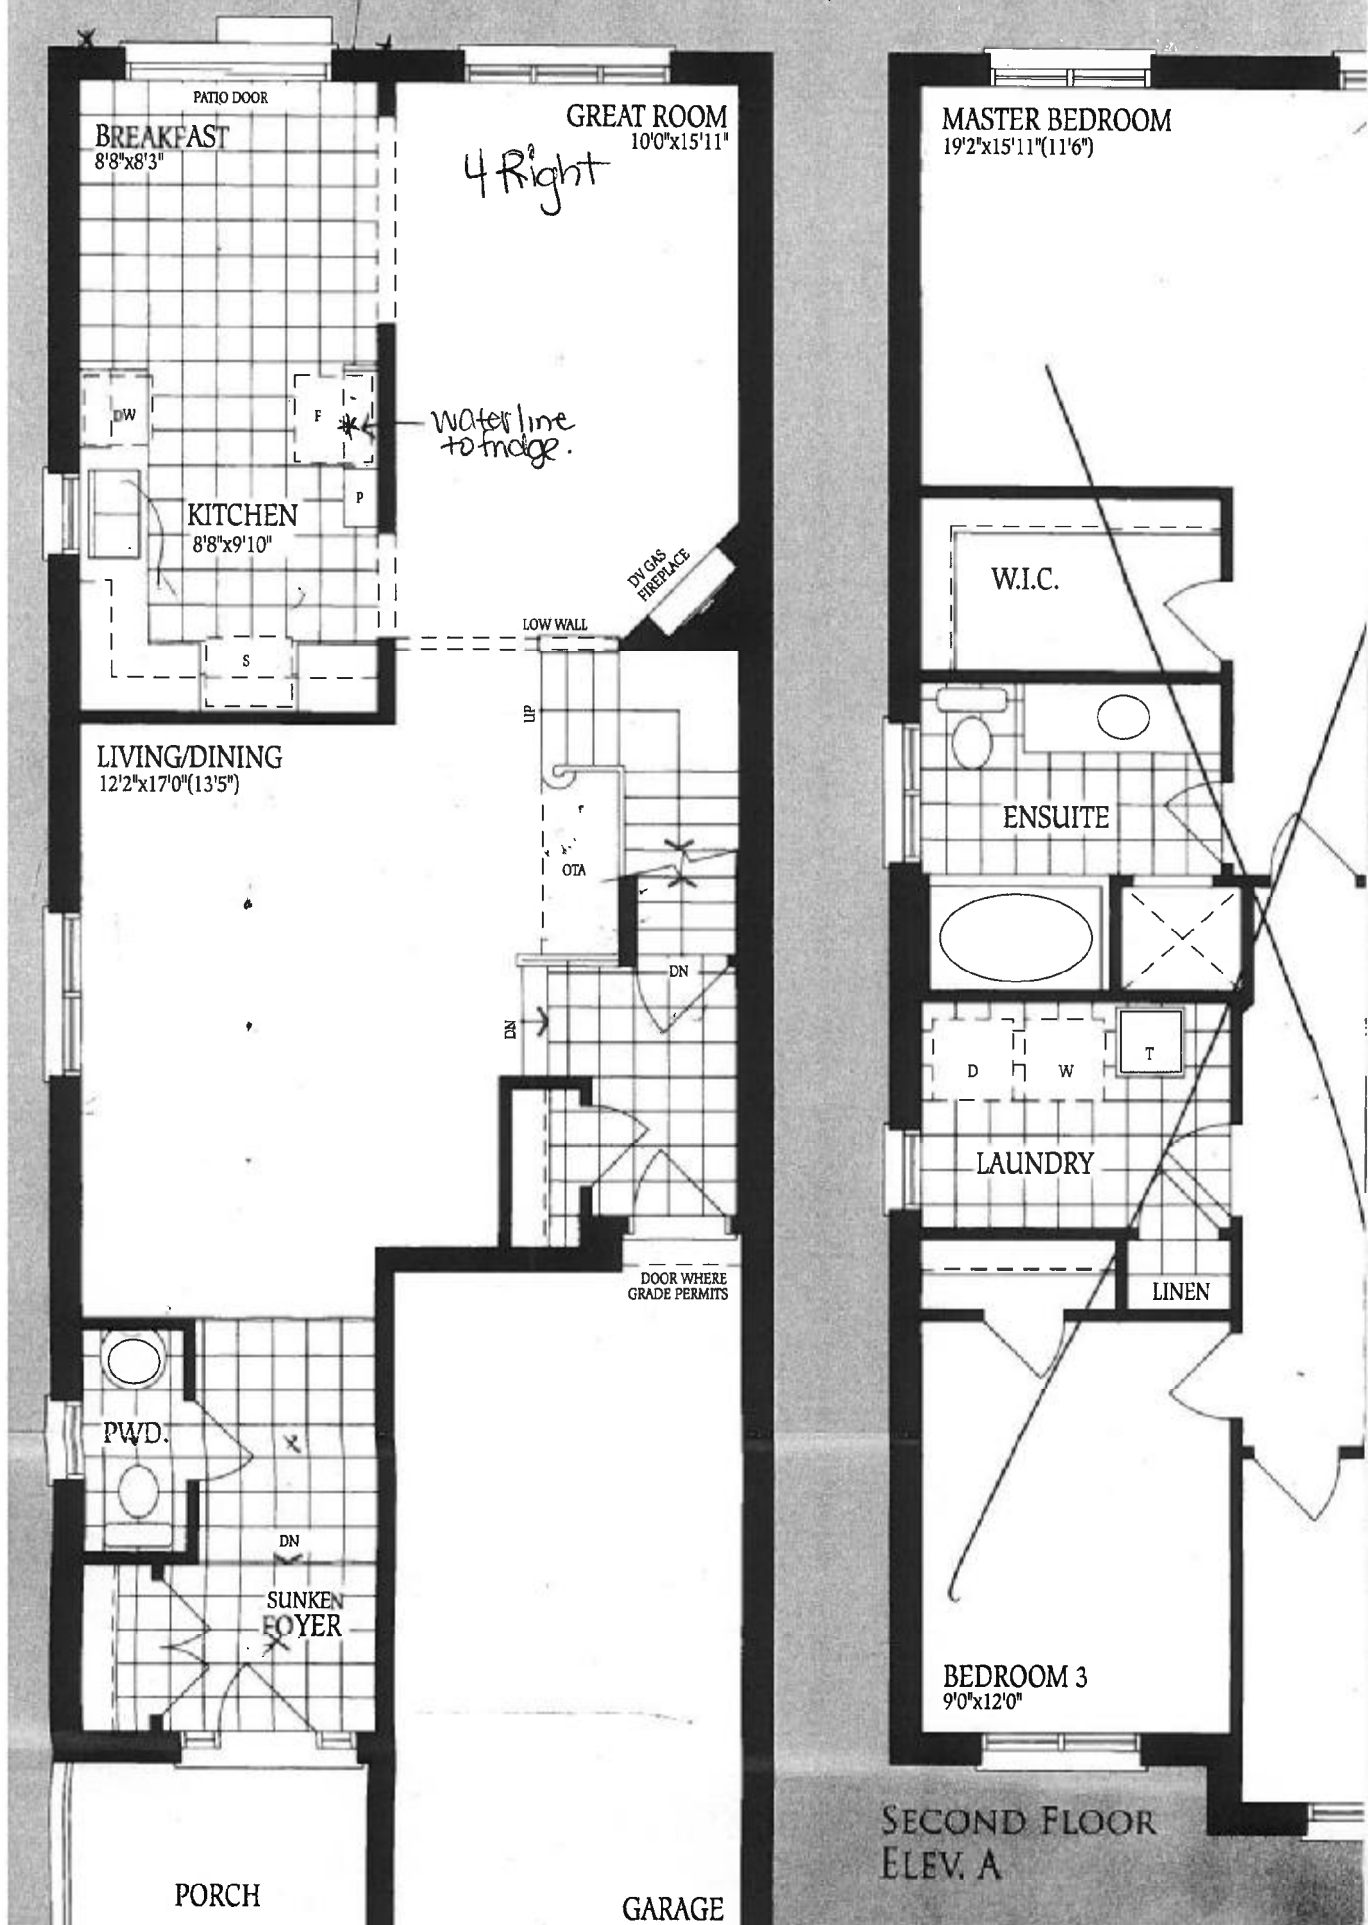 PATIO DOOR
BREAKFAST
8'8"x8'3"
GREAT ROOM
10'0"x15'11"
4 Right
DW
F
water line
to fridge.
P
KITCHEN
8'8"x9'10"
DV GAS
FIREPLACE
LOW WALL
S
UP
LIVING/DINING
12'2"x17'0"(13'5")
OTA
DN
DN
DOOR WHERE
GRADE PERMITS
PWD.
DN
SUNKEN
FOYER
PORCH
GARAGE
MASTER BEDROOM
19'2"x15'11"(11'6")
W.I.C.
ENSUITE
D
W
T
LAUNDRY
LINEN
BEDROOM 3
9'0"x12'0"
SECOND FLOOR
ELEV. A